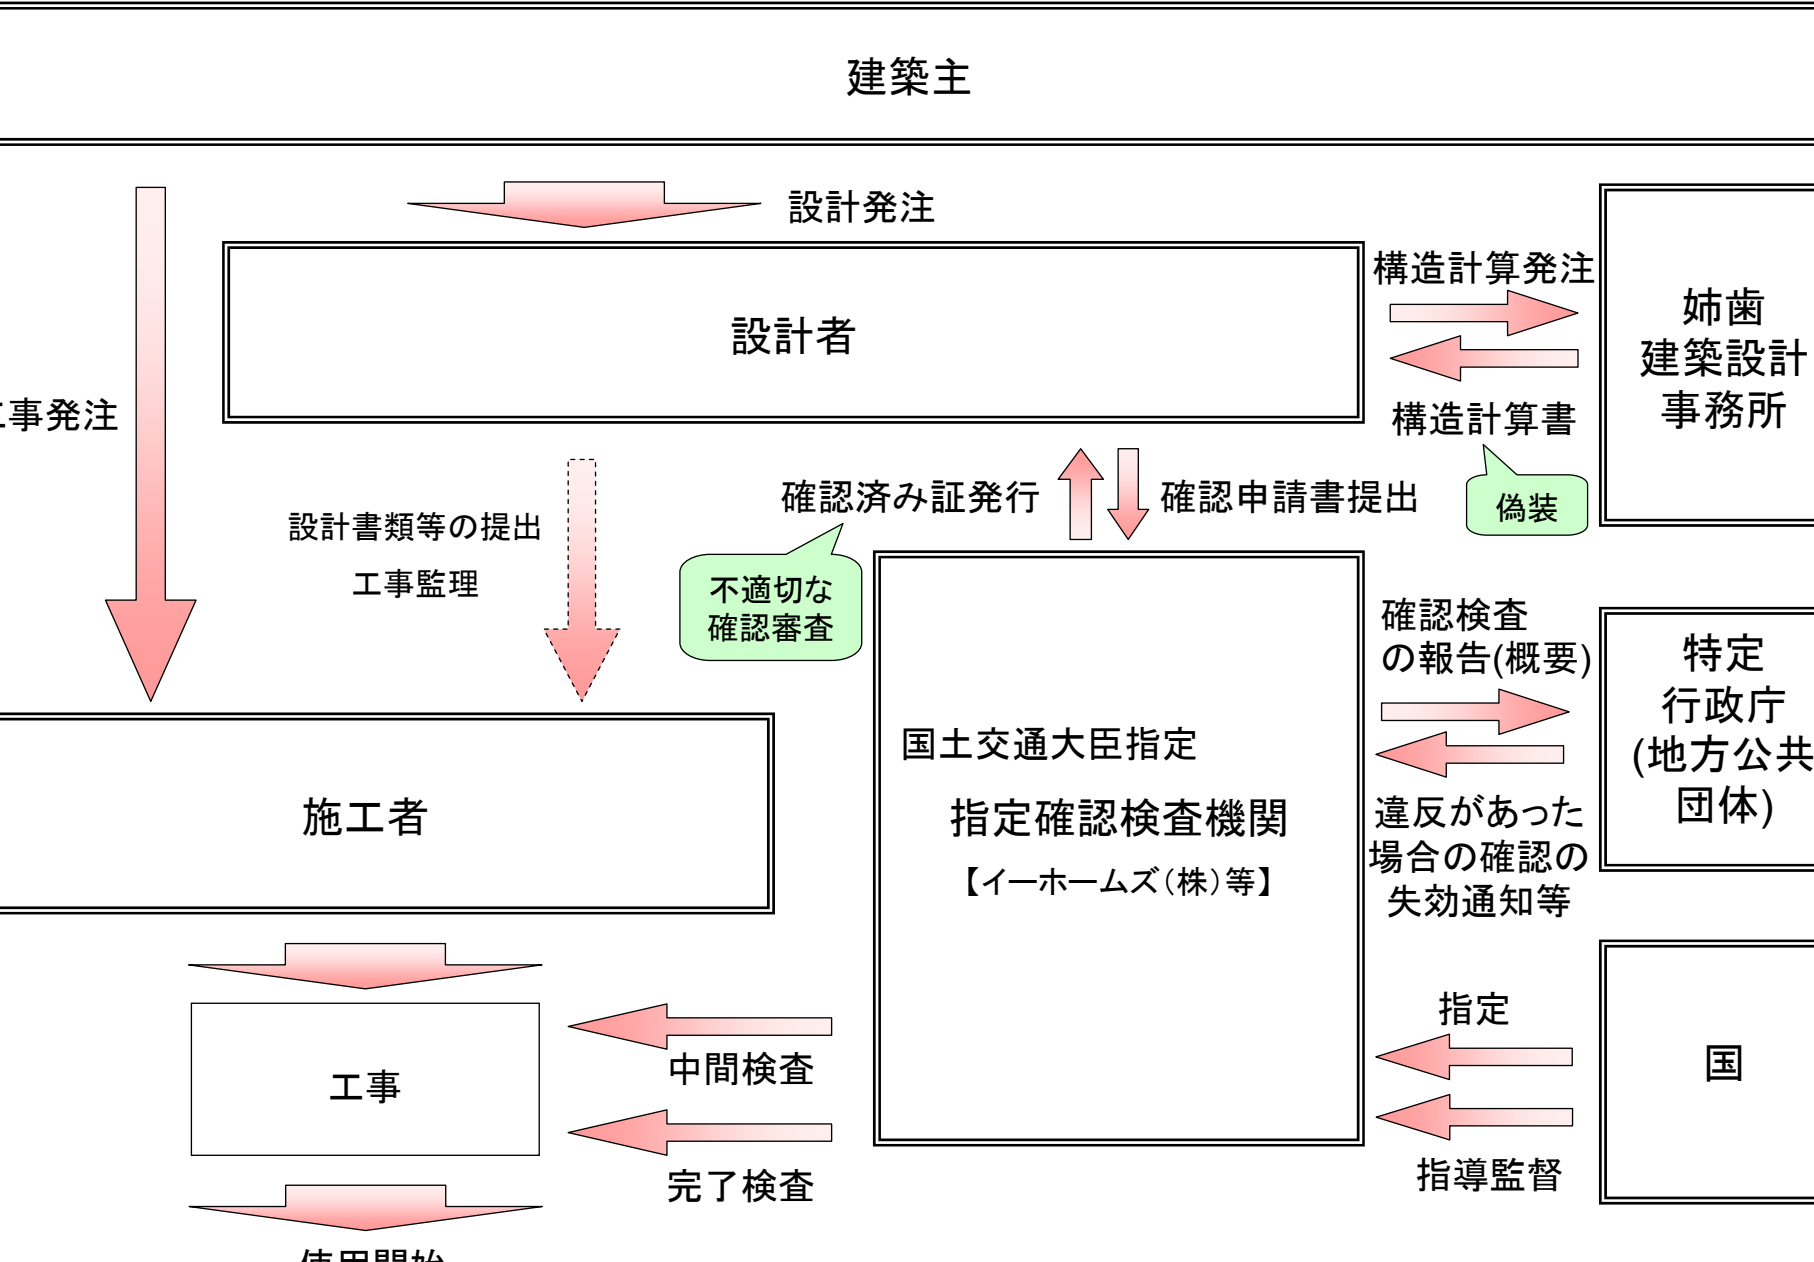 建築主
設計発注
設計者
構造計算発注
構造計算書
偽装
姉歯
建築設計
事務所
事発注
設計書類等の提出
工事監理
確認済み証発行
確認申請書提出
不適切な
確認審査
国土交通大臣指定
指定確認検査機関
【イーホームズ(株)等】
確認検査
の報告(概要)
違反があった
場合の確認の
失効通知等
特定
行政庁
(地方公共
団体)
施工者
工事
中間検査
完了検査
指定
指導監督
国
使用開始